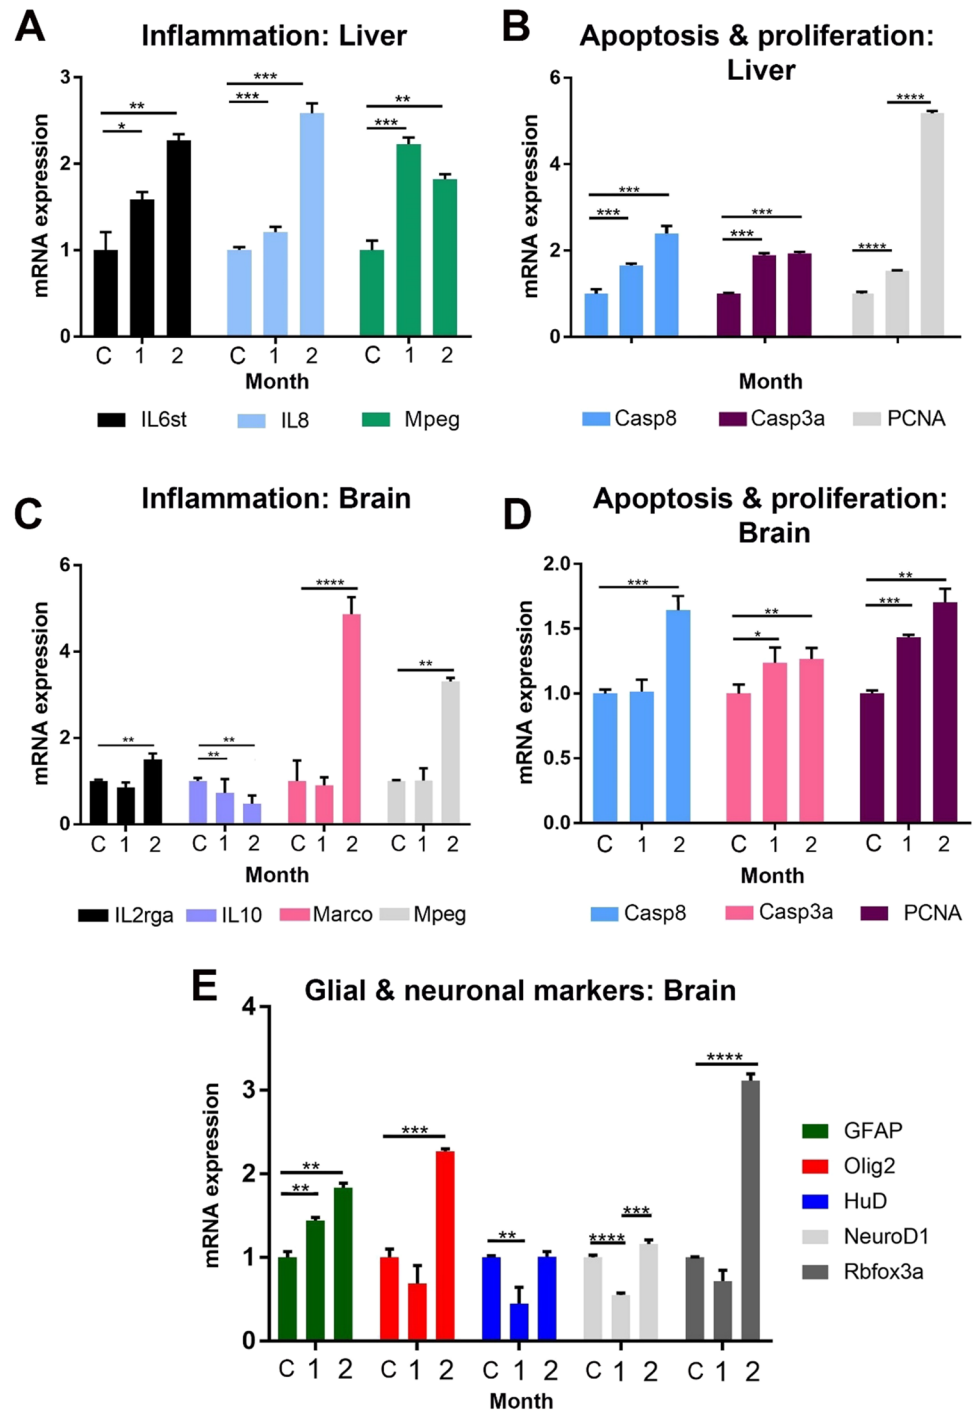 A
Inflammation: Liver
mRNA expression
3
2
1
0
** 
*
***
***
**
***
C 1 2 C 1 2 C 1 2
Month
IL6st IL8 Mpeg
B
Apoptosis & proliferation:
Liver
mRNA expression
6
4
2
0
***
***
***
***
****
****
Month
Casp8 Casp3a PCNA
C
Inflammation: Brain
mRNA expression
6
4
2
0
**
**
**
****
**
C 1 2 C 1 2 C 1 2 C 1 2
Month
IL2rga IL10 Marco Mpeg
D
Apoptosis & proliferation:
Brain
mRNA expression
2.0
1.5
1.0
0.5
0.0
***
**
*
**
***
C 1 2 C 1 2 C 1 2
Month
Casp8 Casp3a PCNA
E
Glial & neuronal markers: Brain
mRNA expression
4
3
2
1
0
**
**
***
**
****
***
****
C 1 2 C 1 2 C 1 2 C 1 2 C 1 2
Month
GFAP
Olig2
HuD
NeuroD1
Rbfox3a